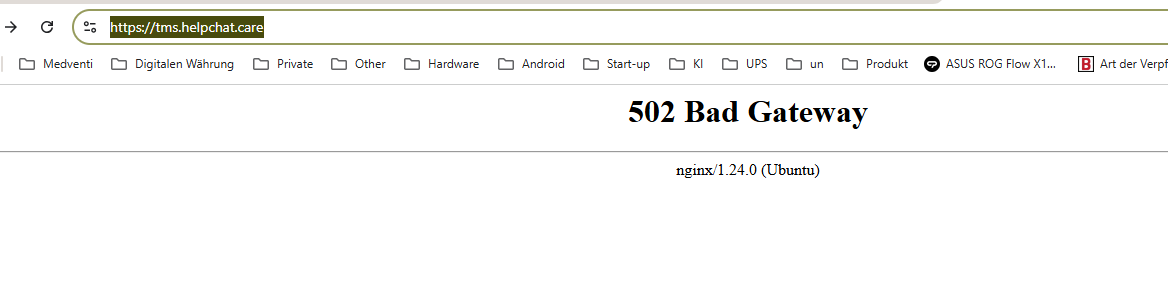 https://tms.helpchat.care
Medventi Digitalen Währung Private Other Hardware Android Start-up KI UPS un Produkt ASUS ROG Flow X1... Art der Verpf
502 Bad Gateway
nginx/1.24.0 (Ubuntu)